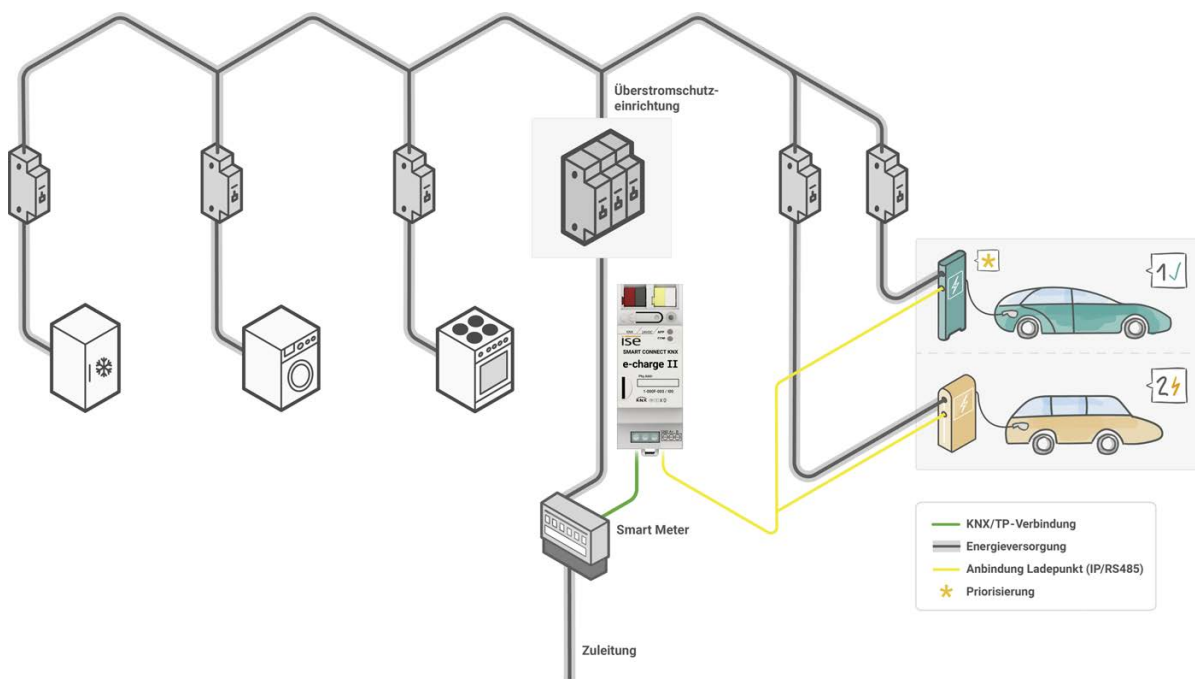 Überstromschutz-
einrichtung
1
ise
SMART CONNECT KNX
e-charge II
KNX
2
Smart Meter
KNX/TP-Verbindung
Energieversorgung
Anbindung Ladepunkt (IP/RS485)
Priorisierung
Zuleitung